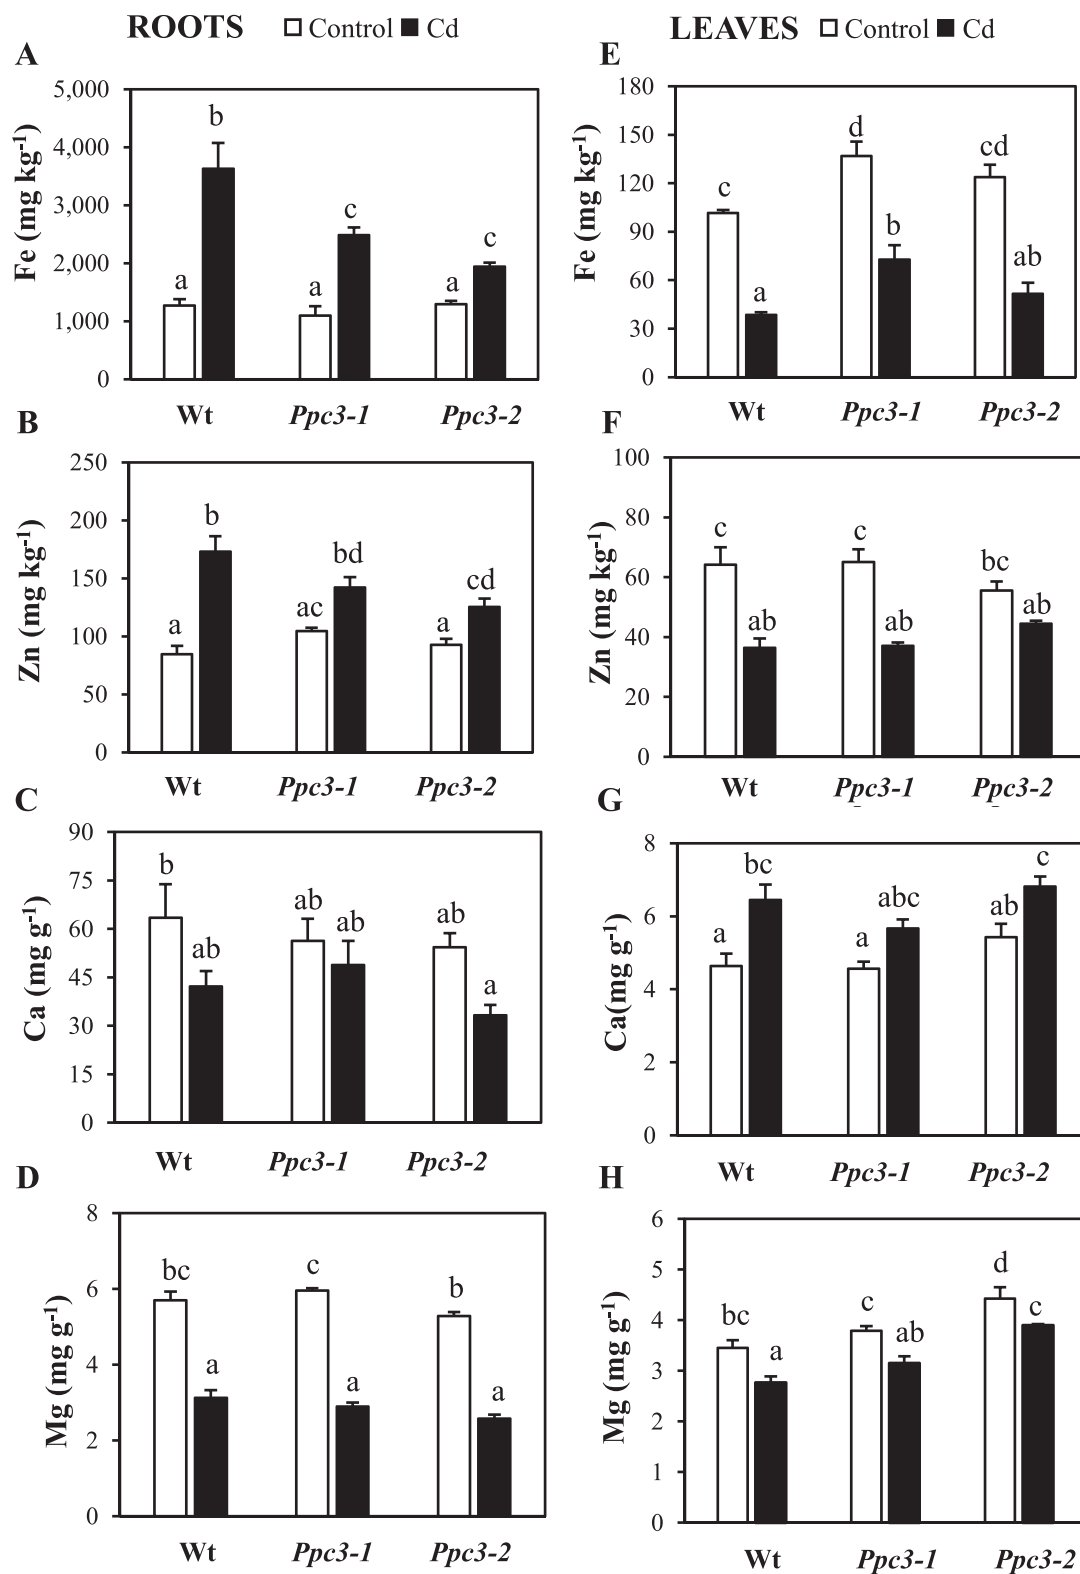 ROOTS □ Control ■ Cd
LEAVES □ Control ■ Cd
A
Fe (mg kg-1)
5,000
4,000
3,000
2,000
1,000
0
a b a c a c
Wt Ppc3-1 Ppc3-2
E
Fe (mg kg-1)
180
150
120
90
60
30
0
c a d b cd ab
Wt Ppc3-1 Ppc3-2
B
Zn (mg kg-1)
250
200
150
100
50
0
a b ac bd a cd
Wt Ppc3-1 Ppc3-2
F
Zn (mg kg-1)
100
80
60
40
20
0
c ab c ab bc ab
Wt Ppc3-1 Ppc3-2
C
Ca (mg g-1)
90
75
60
45
30
15
0
b ab ab ab ab a
Wt Ppc3-1 Ppc3-2
G
Ca(mg g-1)
8
6
4
2
0
a bc a abc ab c
Wt Ppc3-1 Ppc3-2
D
Mg (mg g-1)
8
6
4
2
0
bc a c a b a
Wt Ppc3-1 Ppc3-2
H
Mg (mg g-1)
6
5
4
3
2
1
0
bc a c ab d c
Wt Ppc3-1 Ppc3-2